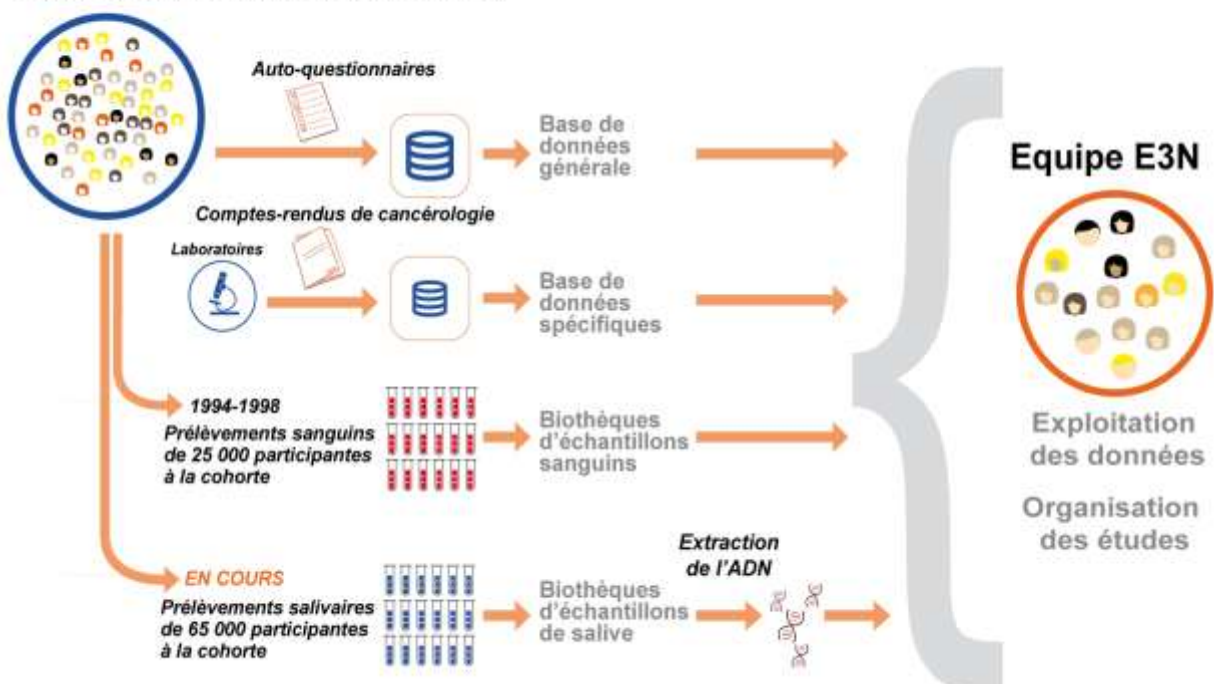 Auto-questionnaires
Base de
données
générale
Equipe E3N
Comptes-rendus de cancérologie
Laboratoires
Base de
données
spécifiques
1994-1998
Prélèvements sanguins
de 25 000 participantes
à la cohorte
Biothèques
d'échantillons
sanguins
Exploitation
des données
Organisation
des études
EN COURS
Prélèvements salivaires
de 65 000 participantes
à la cohorte
Biothèques
d'échantillons
de salive
Extraction
de l'ADN